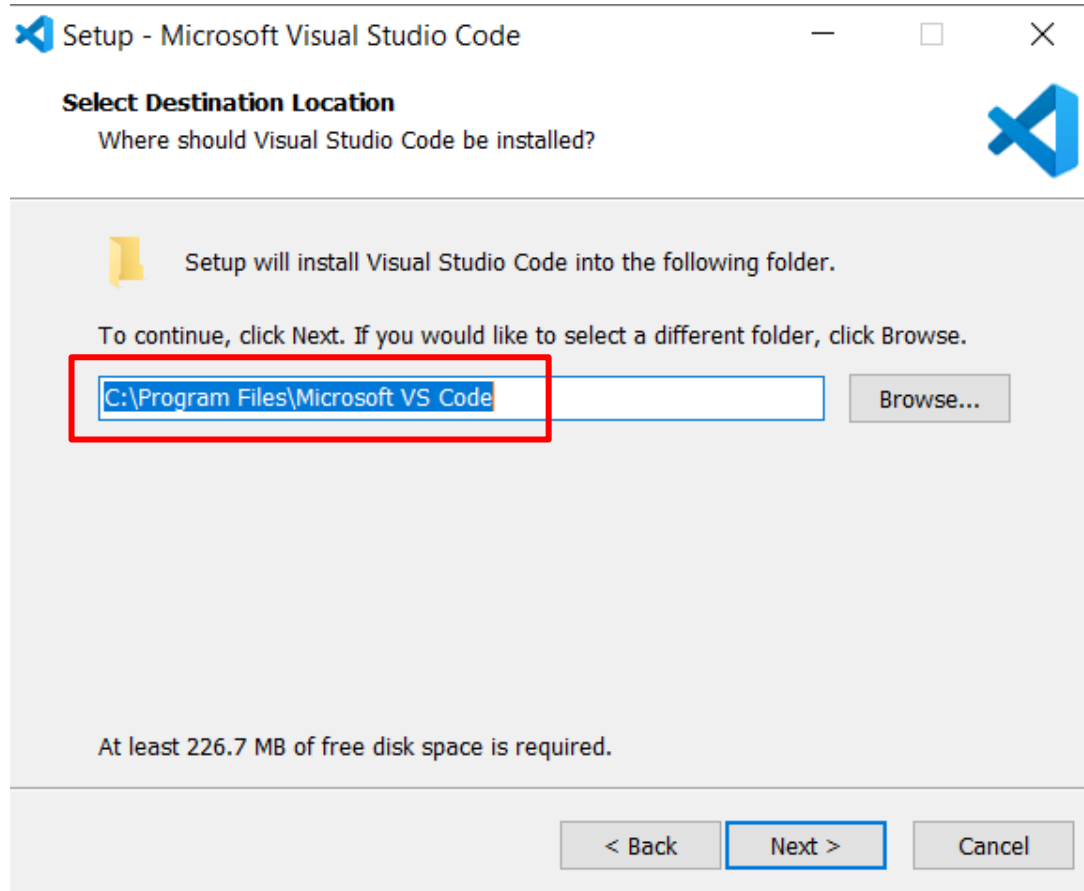 Setup - Microsoft Visual Studio Code
Select Destination Location
Where should Visual Studio Code be installed?
Setup will install Visual Studio Code into the following folder.
To continue, click Next. If you would like to select a different folder, click Browse.
C:\Program Files\Microsoft VS Code
Browse...
At least 226.7 MB of free disk space is required.
< Back
Next >
Cancel